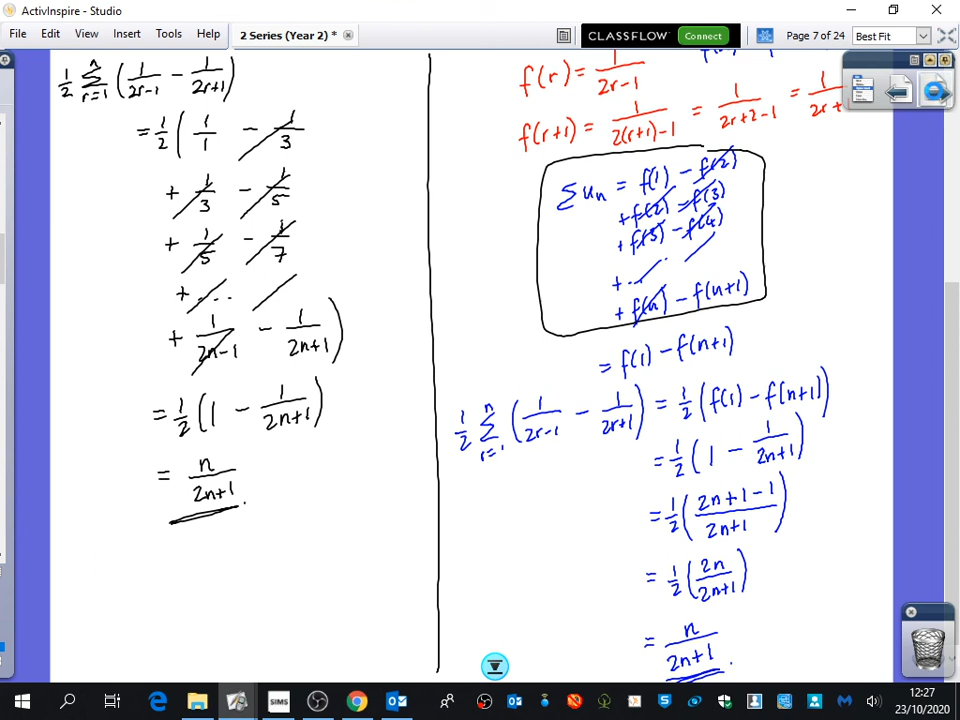 ActivInspire - Studio
File Edit View Insert Tools Help
2 Series (Year 2) *
CLASSFLOW Connect
Page 7 of 24
Best Fit
1/2 Σ_{r=1}^{n} (1/(2r-1) - 1/(2r+1))
= 1/2 ( 1/1 - 1/3
+ 1/3 - 1/5
+ 1/5 - 1/7
+ ...
+ 1/(2n-1) - 1/(2n+1) )
= 1/2 ( 1 - 1/(2n+1) )
= n/(2n+1) .
f(r) = 1/(2r-1)
f(r+1) = 1/(2(r+1)-1) = 1/(2r+2-1) = 1/(2r+
Σ u_n = f(1) - f(2)
+ f(2) - f(3)
+ f(3) - f(4)
+ ...
+ f(n) - f(n+1)
= f(1) - f(n+1)
1/2 Σ_{r=1}^{n} (1/(2r-1) - 1/(2r+1)) = 1/2 (f(1) - f(n+1))
= 1/2 ( 1 - 1/(2n+1) )
= 1/2 ( (2n+1-1)/(2n+1) )
= 1/2 ( 2n/(2n+1) )
= n/(2n+1) .
SIMS
12:27
23/10/2020